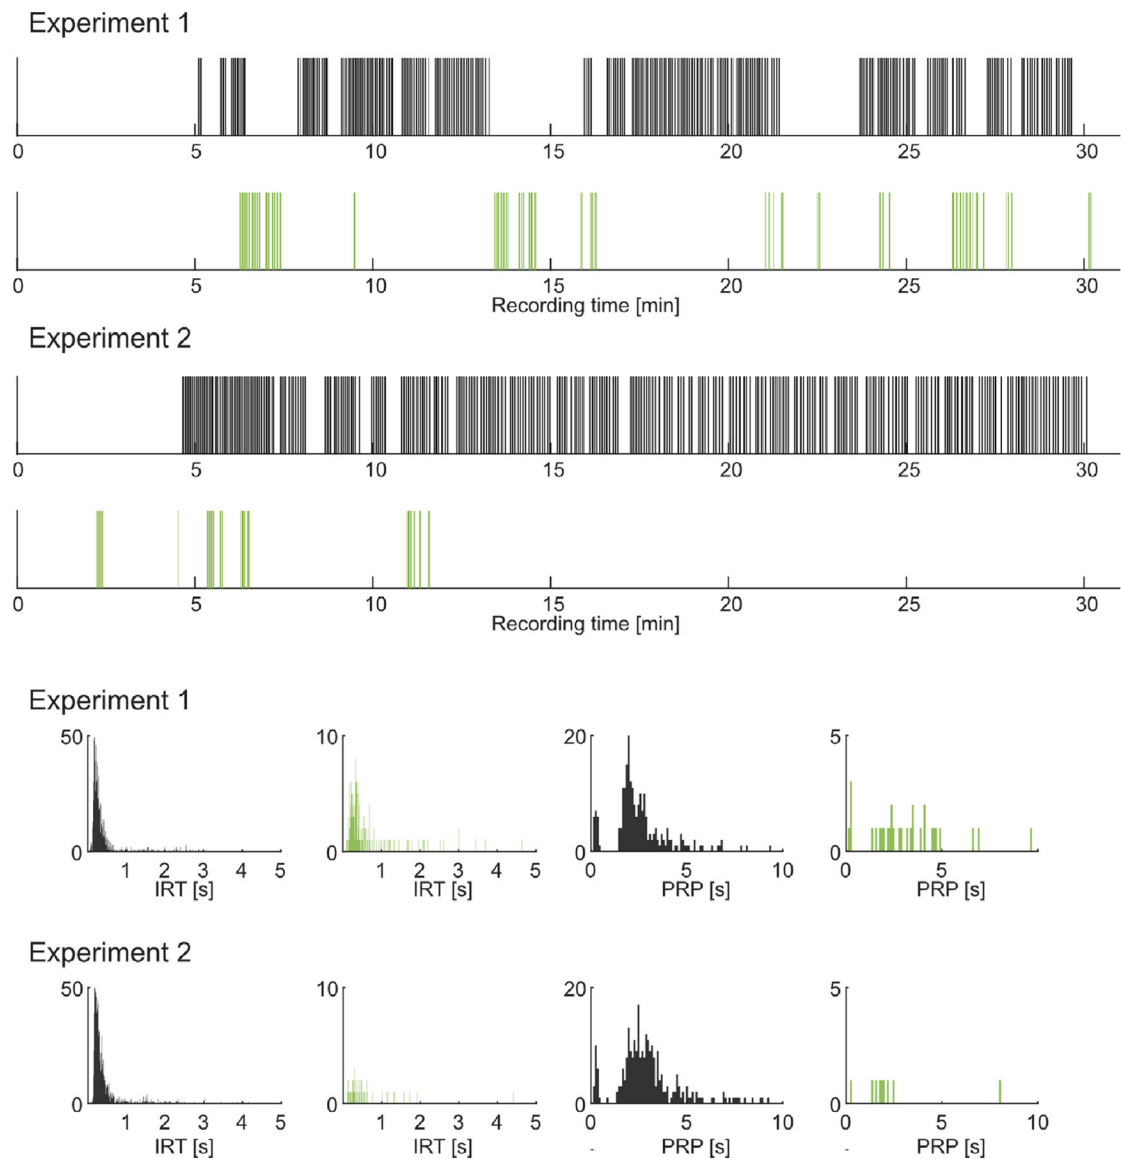 Experiment 1
0 5 10 15 20 25 30
0 5 10 15 20 25 30
Recording time [min]
Experiment 2
0 5 10 15 20 25 30
0 5 10 15 20 25 30
Recording time [min]
Experiment 1
50 10 20 5
0 0 0 0
1 2 3 4 5 1 2 3 4 5 0 5 10 0 5
IRT [s] IRT [s] PRP [s] PRP [s]
Experiment 2
50 10 20 5
0 0 0 0
1 2 3 4 5 1 2 3 4 5 0 5 10 0 5 10
IRT [s] IRT [s] PRP [s] PRP [s]